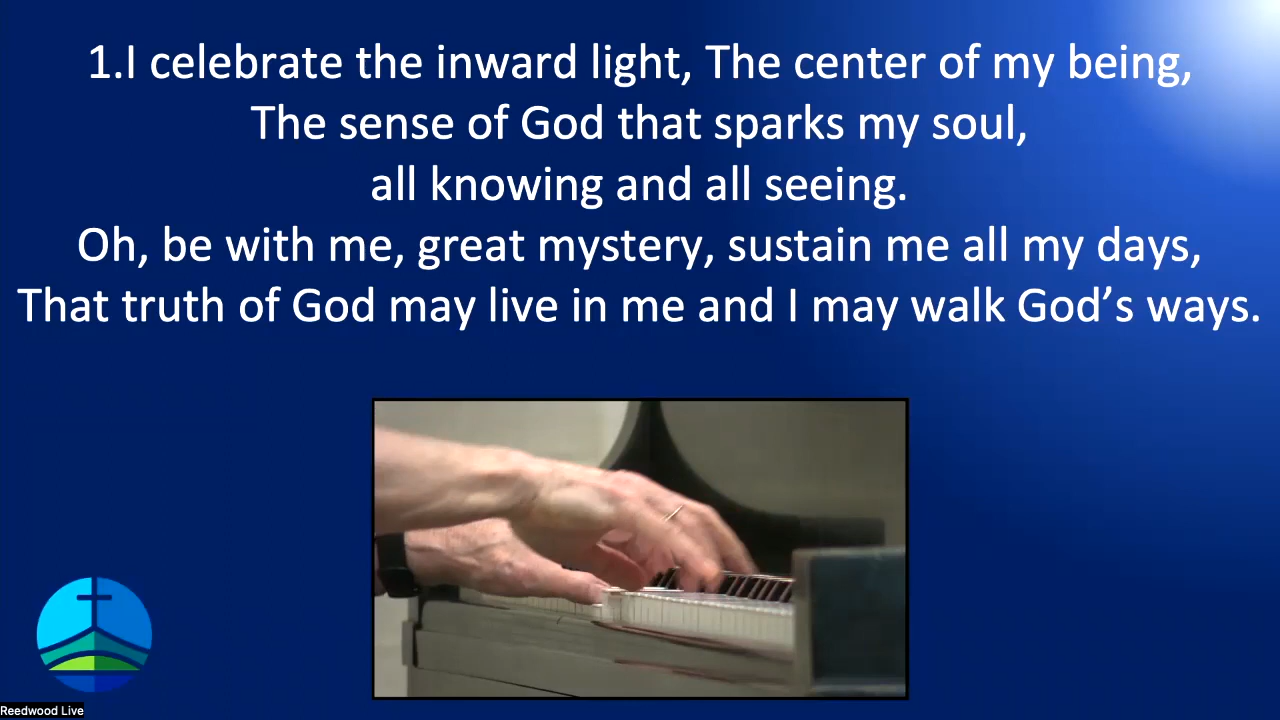 1.I celebrate the inward light, The center of my being,
The sense of God that sparks my soul,
all knowing and all seeing.
Oh, be with me, great mystery, sustain me all my days,
That truth of God may live in me and I may walk God’s ways.
Reedwood Live